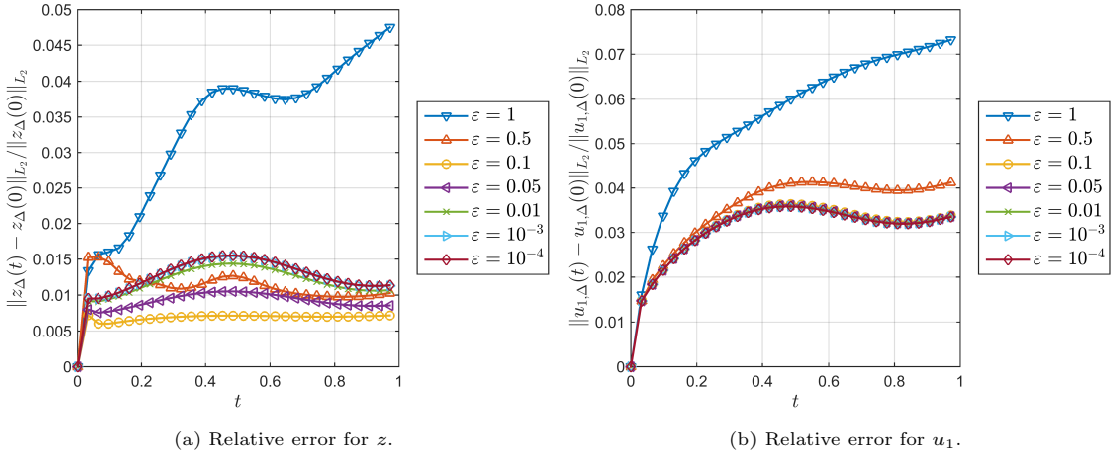 0.05
0.045
0.04
0.035
0.03
0.025
0.02
0.015
0.01
0.005
0
||z_Δ(t) − z_Δ(0)||_{L_2}/||z_Δ(0)||_{L_2}
0 0.2 0.4 0.6 0.8 1
t
ε = 1
ε = 0.5
ε = 0.1
ε = 0.05
ε = 0.01
ε = 10^{−3}
ε = 10^{−4}
(a) Relative error for z.
0.08
0.07
0.06
0.05
0.04
0.03
0.02
0.01
0
||u_{1,Δ}(t) − u_{1,Δ}(0)||_{L_2}/||u_{1,Δ}(0)||_{L_2}
0 0.2 0.4 0.6 0.8 1
t
ε = 1
ε = 0.5
ε = 0.1
ε = 0.05
ε = 0.01
ε = 10^{−3}
ε = 10^{−4}
(b) Relative error for u_1.